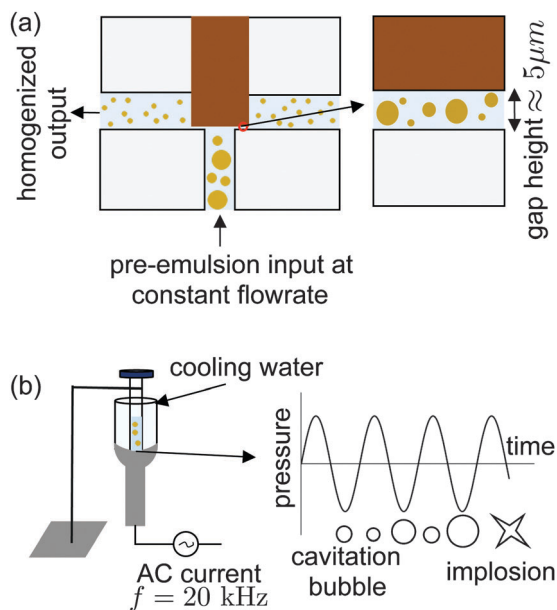 (a)
homogenized
output
gap height ≈ 5μm
pre-emulsion input at
constant flowrate
(b)
cooling water
pressure
time
cavitation
bubble
implosion
AC current
f = 20 kHz